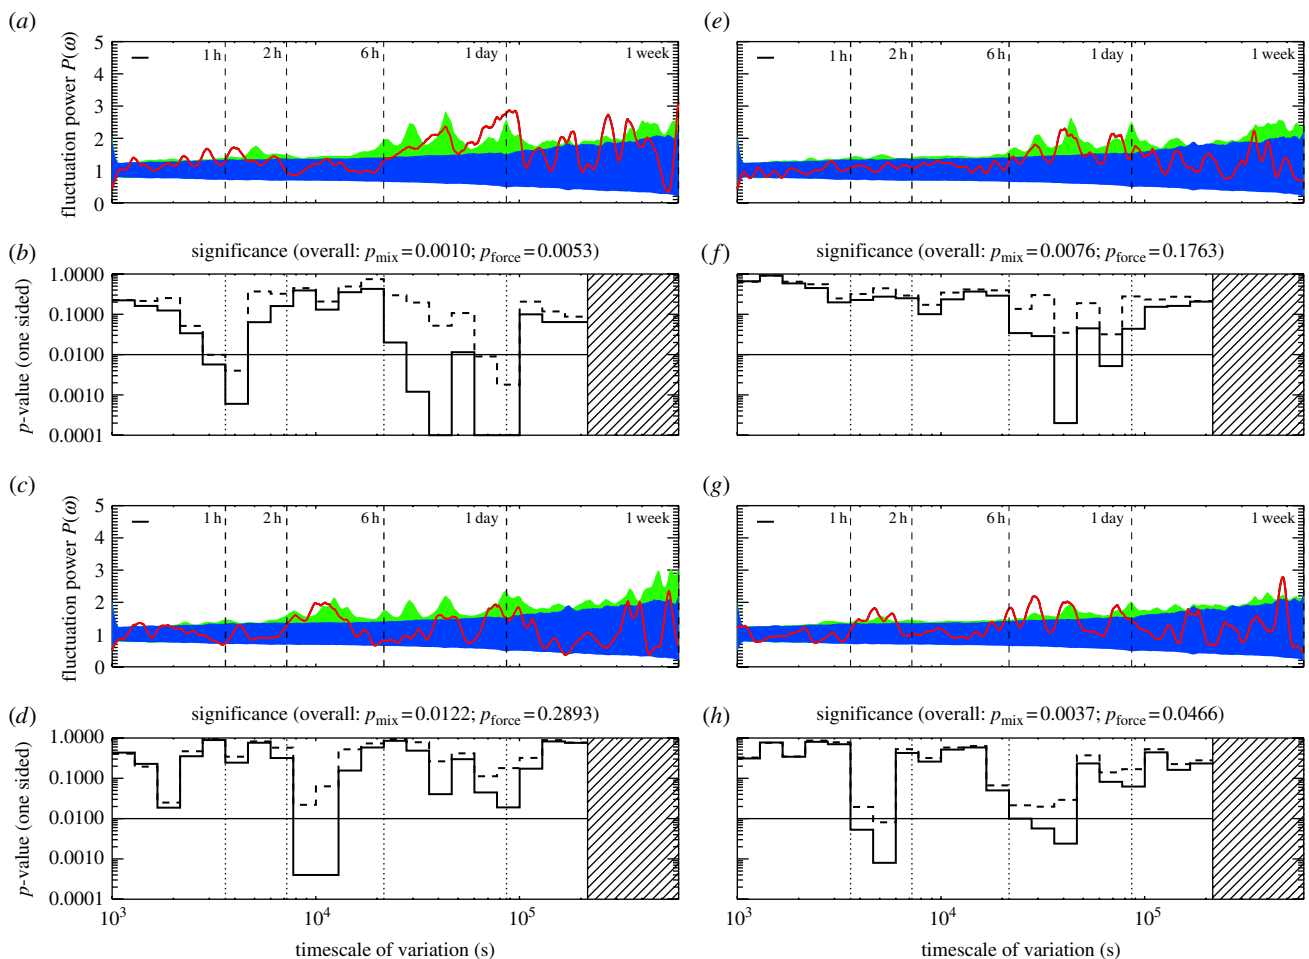 (a)
fluctuation power P(ω)
5
4
3
2
1
0
1 h
2 h
6 h
1 day
1 week
(e)
1 h
2 h
6 h
1 day
1 week
(b)
significance (overall: pmix=0.0010; pforce=0.0053)
p-value (one sided)
1.0000
0.1000
0.0100
0.0010
0.0001
(f)
significance (overall: pmix=0.0076; pforce=0.1763)
(c)
fluctuation power P(ω)
5
4
3
2
1
0
1 h
2 h
6 h
1 day
1 week
(g)
1 h
2 h
6 h
1 day
1 week
(d)
significance (overall: pmix=0.0122; pforce=0.2893)
p-value (one sided)
1.0000
0.1000
0.0100
0.0010
0.0001
10³
10⁴
10⁵
timescale of variation (s)
(h)
significance (overall: pmix=0.0037; pforce=0.0466)
10³
10⁴
10⁵
timescale of variation (s)